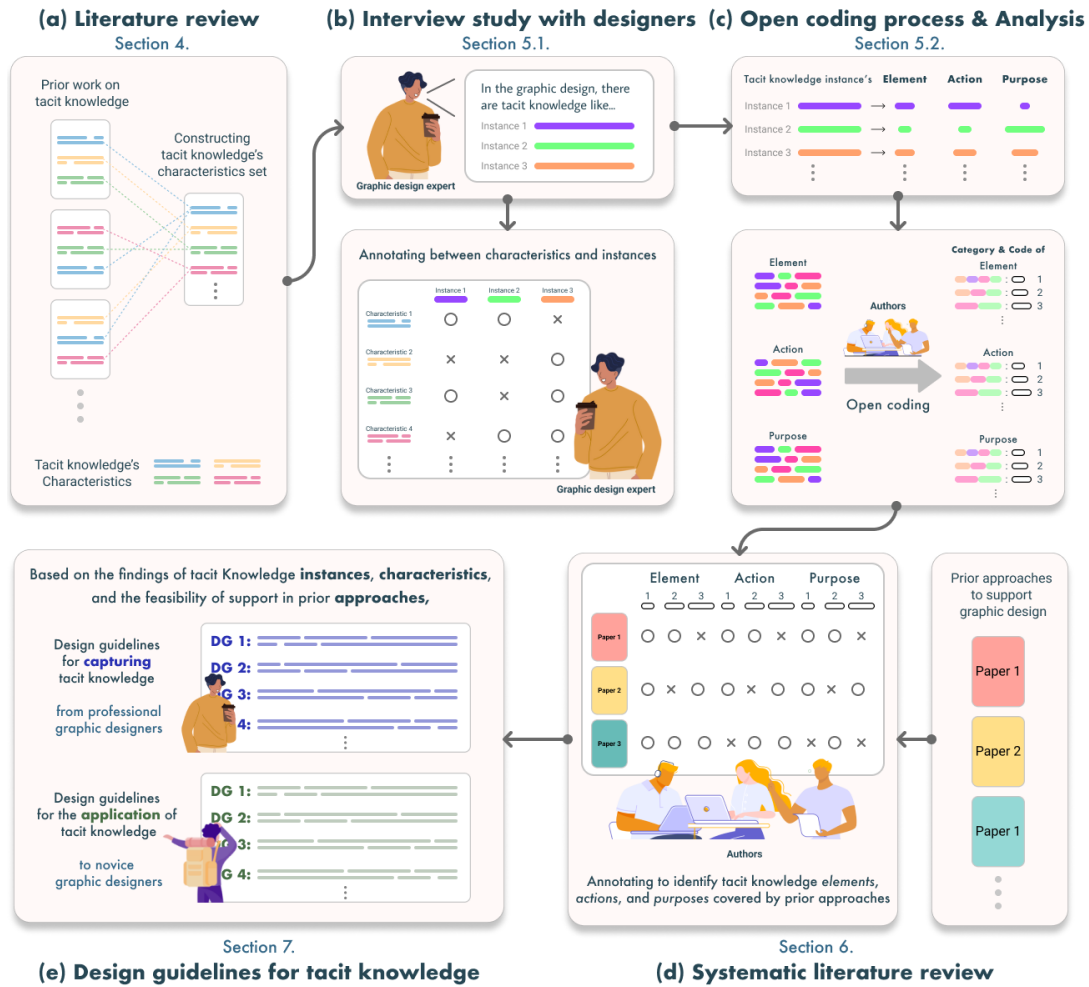 (a) Literature review
Section 4.
Prior work on
tacit knowledge
Constructing
tacit knowledge's
characteristics set
Tacit knowledge's
Characteristics
(b) Interview study with designers
Section 5.1.
In the graphic design, there
are tacit knowledge like...
Instance 1
Instance 2
Instance 3
Graphic design expert
Annotating between characteristics and instances
Instance 1 Instance 2 Instance 3
Characteristic 1
Characteristic 2
Characteristic 3
Characteristic 4
Graphic design expert
(c) Open coding process & Analysis
Section 5.2.
Tacit knowledge instance's Element Action Purpose
Instance 1
Instance 2
Instance 3
Element
Action
Purpose
Authors
Open coding
Category & Code of
Element
: 1
: 2
: 3
Action
: 1
: 2
: 3
Purpose
: 1
: 2
: 3
Prior approaches
to support
graphic design
Paper 1
Paper 2
Paper 1
Element Action Purpose
1 2 3 1 2 3 1 2 3
Paper 1
Paper 2
Paper 3
Authors
Annotating to identify tacit knowledge elements,
actions, and purposes covered by prior approaches
Section 6.
(d) Systematic literature review
Based on the findings of tacit Knowledge instances, characteristics,
and the feasibility of support in prior approaches,
Design guidelines
for capturing
tacit knowledge
from professional
graphic designers
DG 1:
DG 2:
G 3:
4:
Design guidelines
for the application of
tacit knowledge
to novice
graphic designers
DG 1:
DG 2:
3:
G 4:
Section 7.
(e) Design guidelines for tacit knowledge